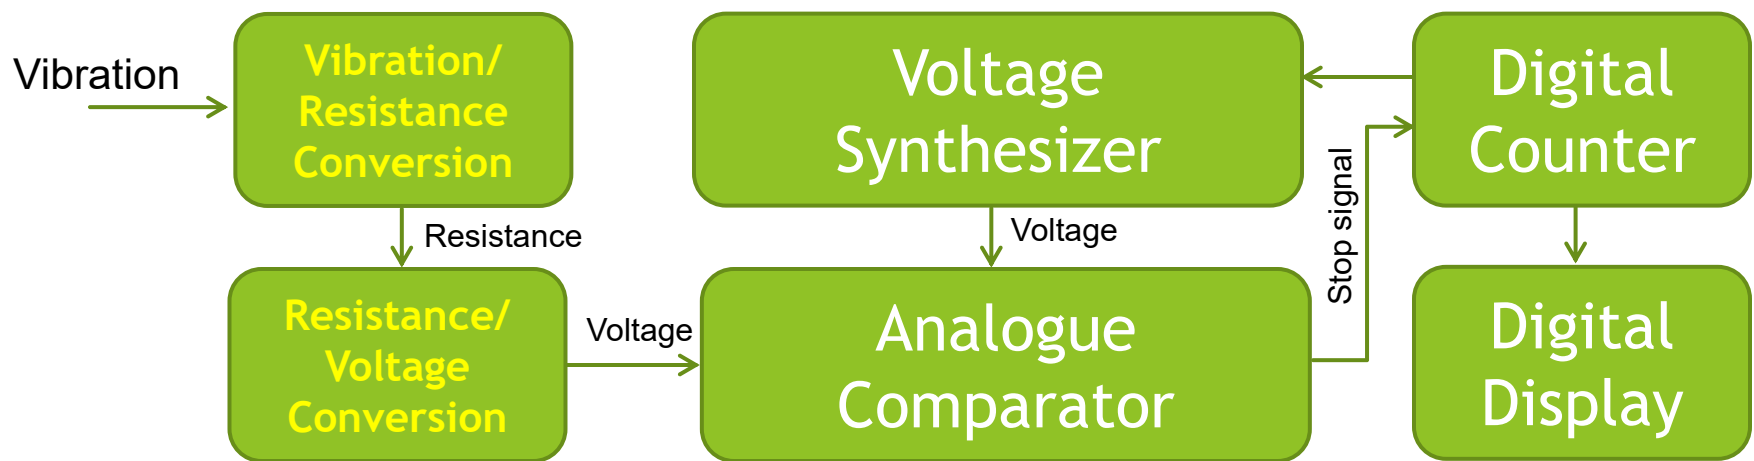 Vibration
Vibration/
Resistance
Conversion
Voltage
Synthesizer
Digital
Counter
Resistance
Voltage
Stop signal
Resistance/
Voltage
Conversion
Voltage
Analogue
Comparator
Digital
Display